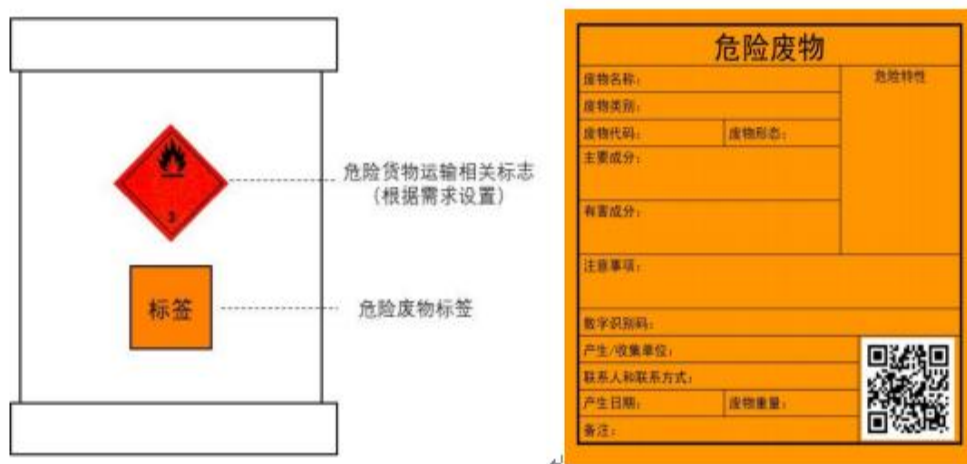 危险货物运输相关标志
（根据需求设置）
3
标签
危险废物标签
危险废物
废物名称：
危险特性
废物类别：
废物代码：
废物形态：
主要成分：
有害成分：
注意事项：
数字识别码：
产生/收集单位：
联系人和联系方式：
产生日期：
废物重量：
备注：